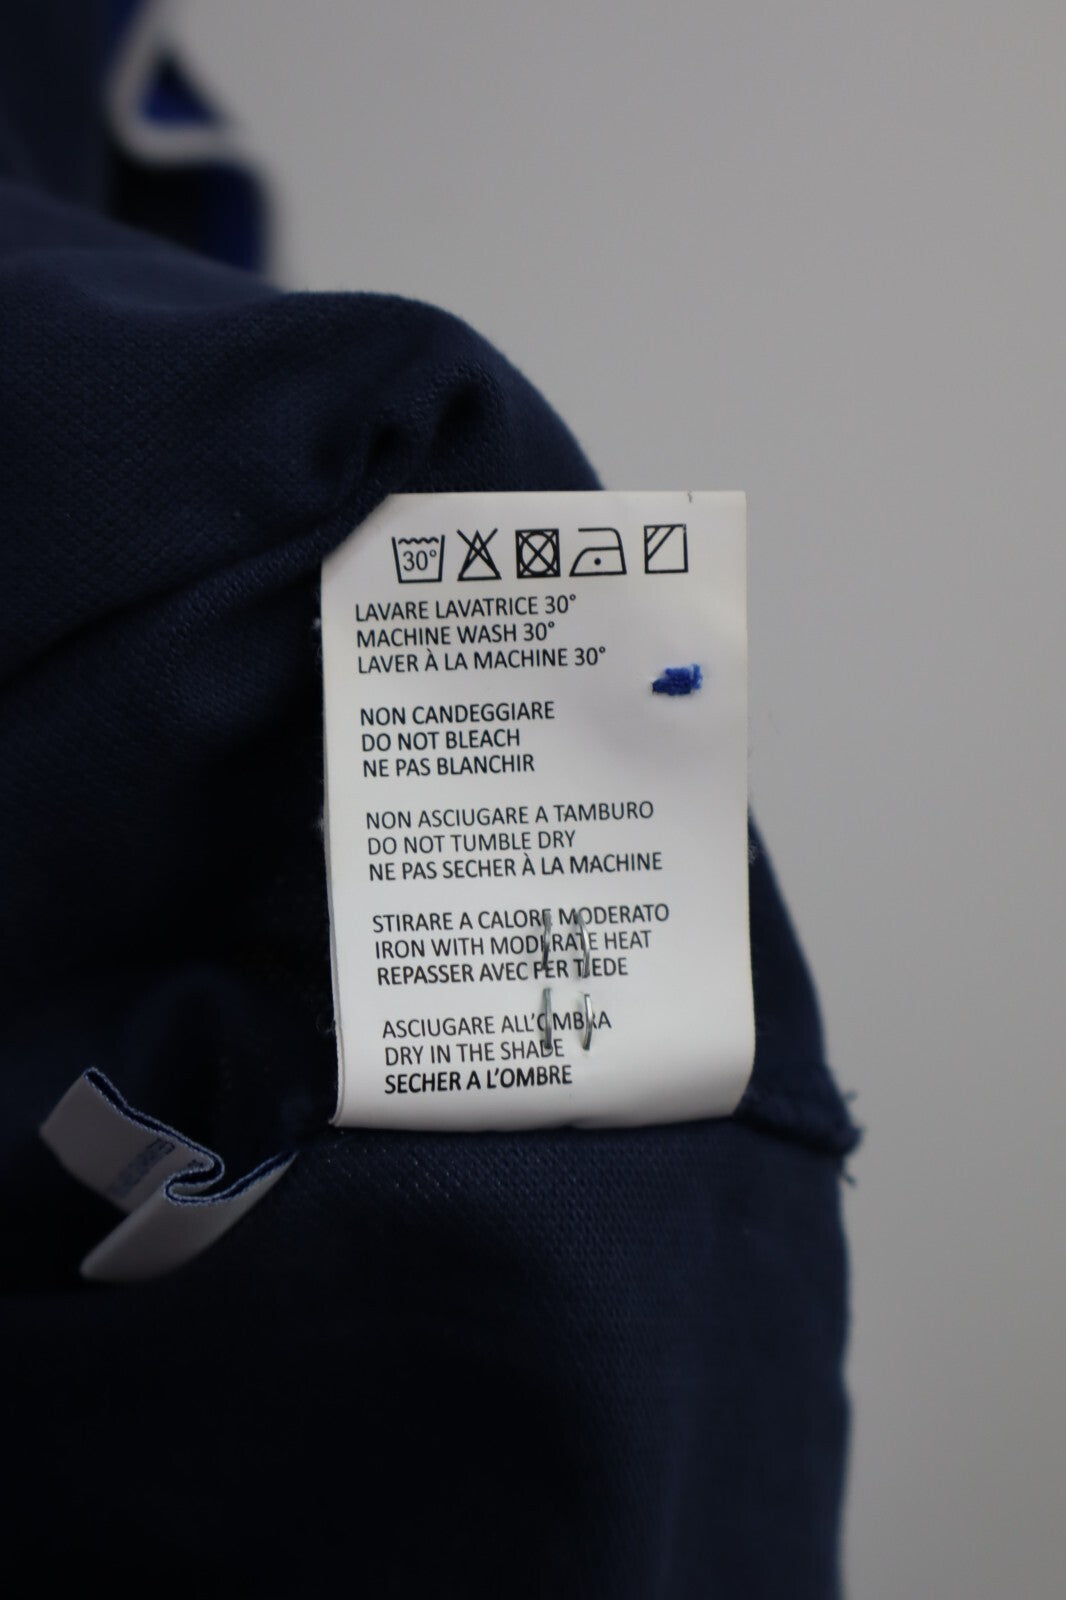 30°
LAVARE LAVATRICE 30°
MACHINE WASH 30°
LAVER À LA MACHINE 30°
NON CANDEGGIARE
DO NOT BLEACH
NE PAS BLANCHIR
NON ASCIUGARE A TAMBURO
DO NOT TUMBLE DRY
NE PAS SECHER À LA MACHINE
STIRARE A CALORE MODERATO
IRON WITH MODERATE HEAT
REPASSER AVEC FER TIEDE
ASCIUGARE ALL'OMBRA
DRY IN THE SHADE
SECHER A L'OMBRE